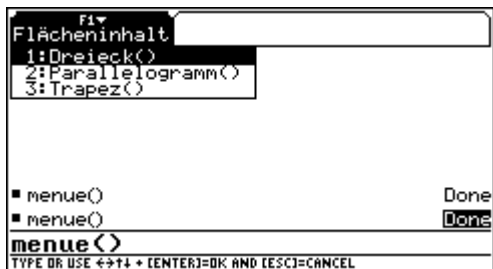 F1▼
Flächeninhalt
1:Dreieck()
2:Parallelogramm()
3:Trapez()
▪ menue() Done
▪ menue() Done
menue()
TYPE OR USE ←→↑↓ + [ENTER]=OK AND [ESC]=CANCEL